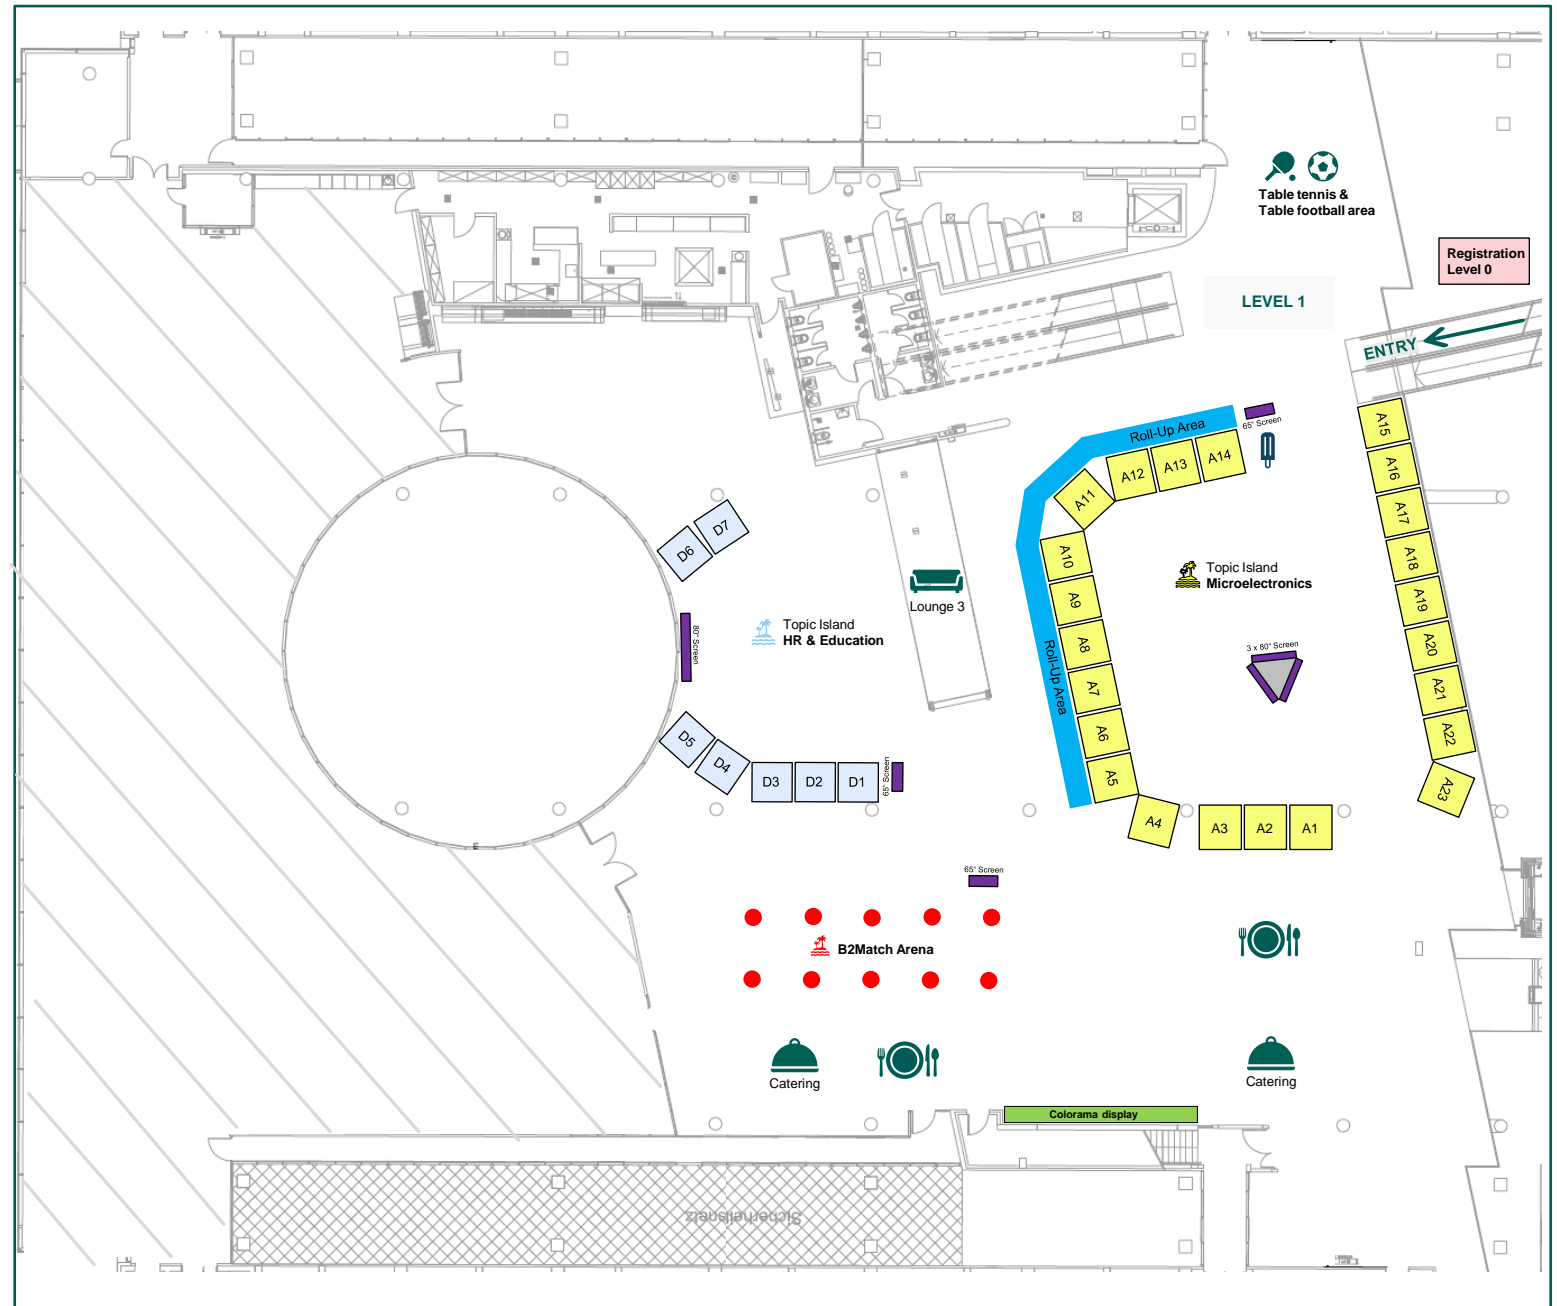 Table tennis &
Table football area
Registration
Level 0
LEVEL 1
ENTRY
65" Screen
Roll-Up Area
A15
A14
A13
A12
A11
A16
A17
A10
A18
A9
A19
A8
A20
A7
A21
A6
A22
A5
A23
A4
A3
A2
A1
Roll-Up Area
Topic Island
Microelectronics
3 x 80" Screen
D7
D6
Lounge 3
Topic Island
HR & Education
80" Screen
D5
D4
D3
D2
D1
65" Screen
65" Screen
B2Match Arena
Catering
Catering
Colorama display
Sicherheitsnetz